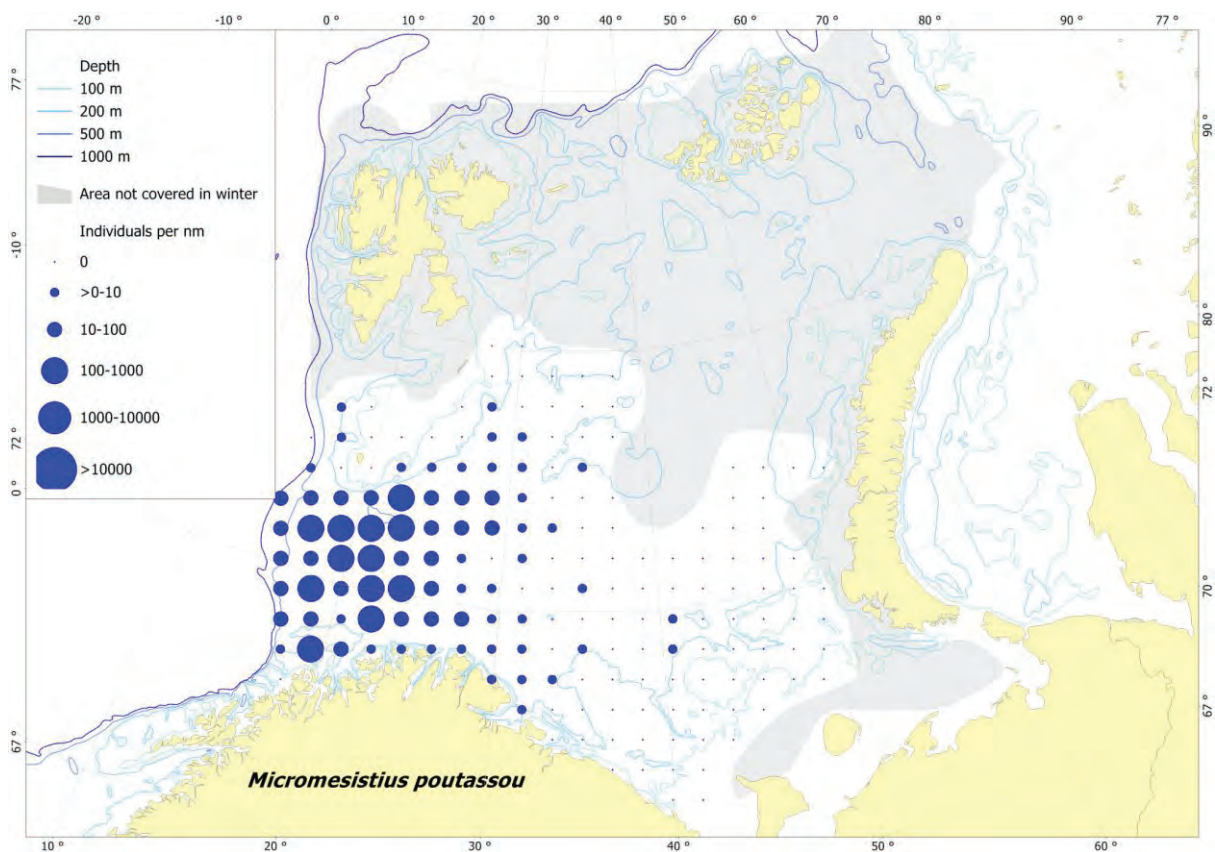 -20 ° -10 ° 0 ° 10 ° 20 ° 30 ° 40 ° 50 ° 60 ° 70 ° 80 ° 90 ° 77 °
77 °
-10 °
72 °
0 °
67 °
Depth
100 m
200 m
500 m
1000 m
Area not covered in winter
Individuals per nm
0
>0-10
10-100
100-1000
1000-10000
>10000
Micromesistius poutassou
90 °
80 °
72 °
70 °
67 °
10 ° 20 ° 30 ° 40 ° 50 ° 60 °